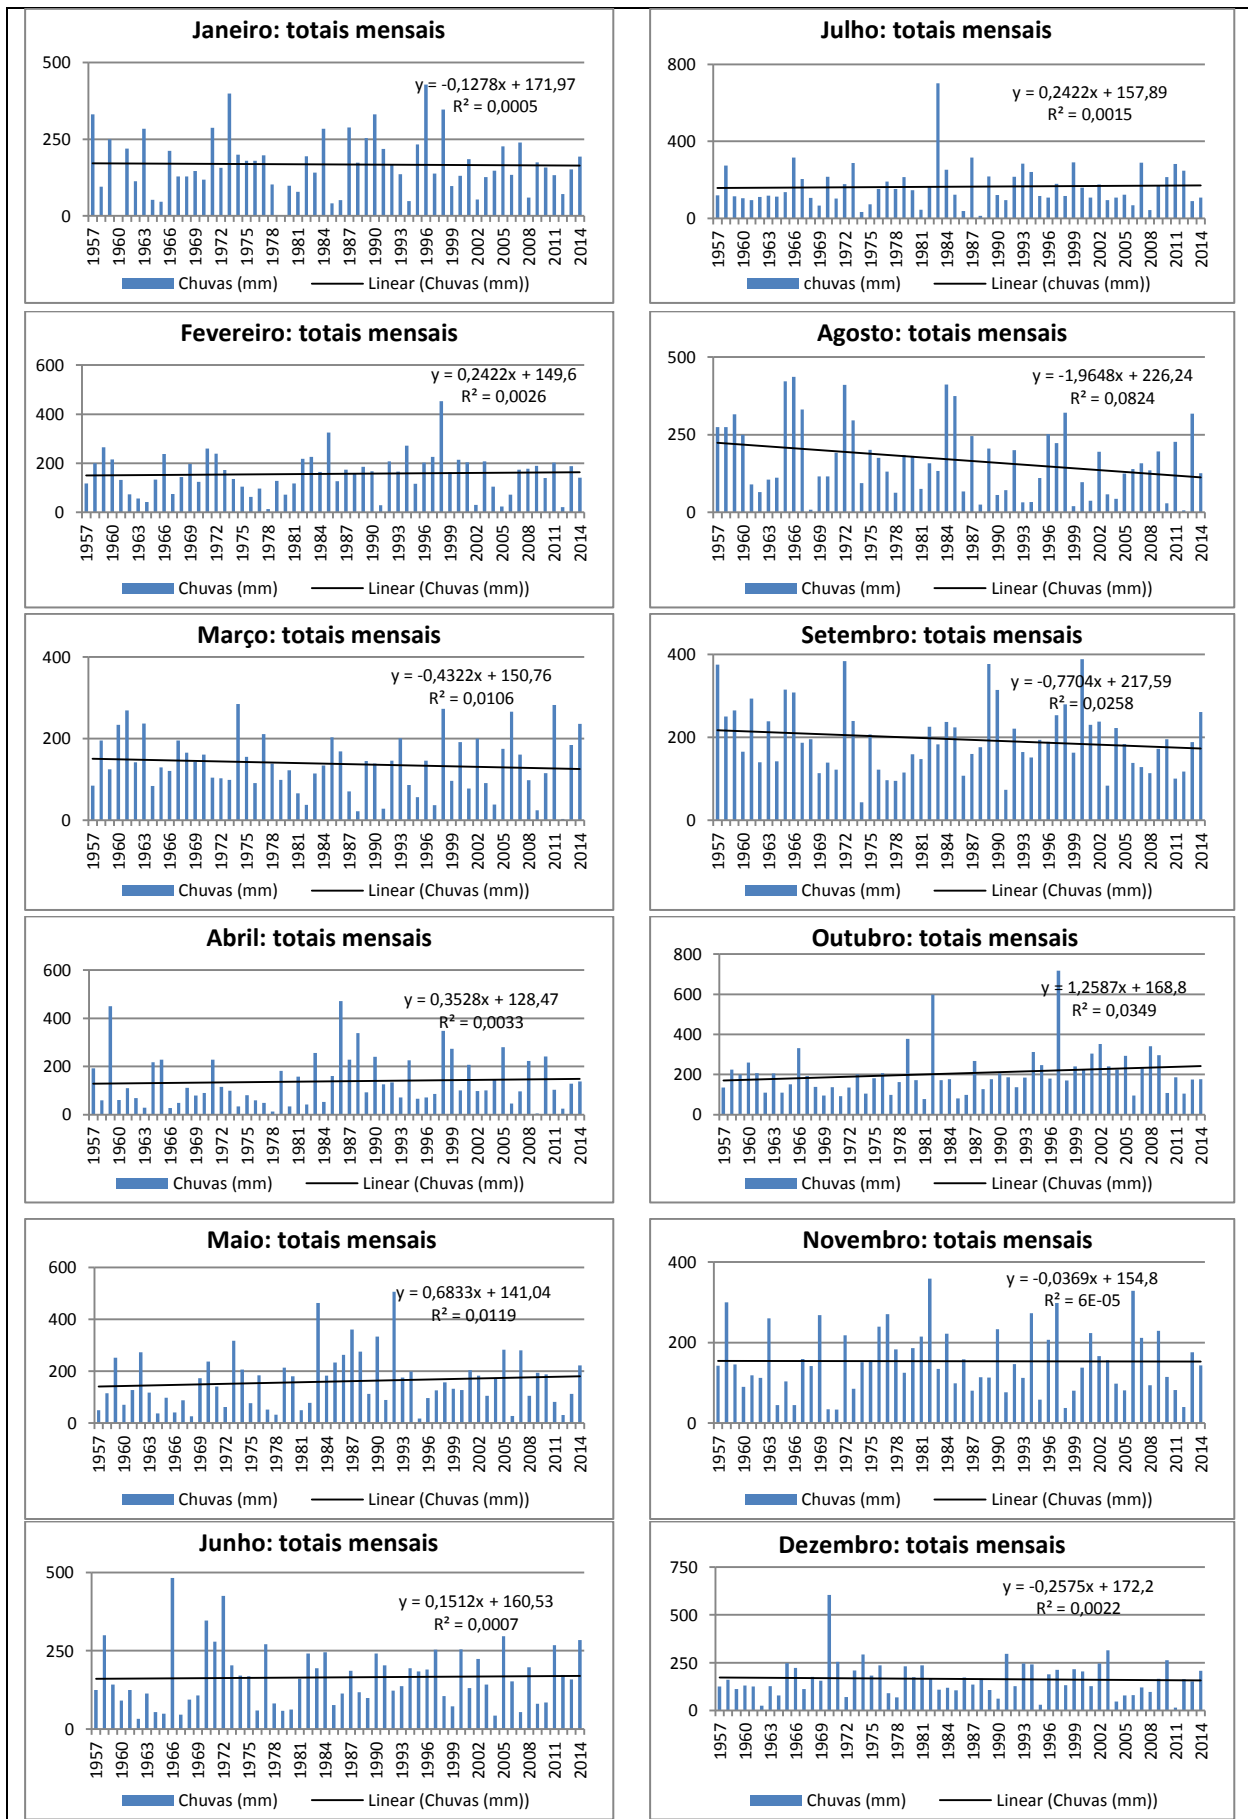 Janeiro: totais mensais
500
250
0
y = -0,1278x + 171,97
R² = 0,0005
1957 1960 1963 1966 1969 1972 1975 1978 1981 1984 1987 1990 1993 1996 1999 2002 2005 2008 2011 2014
Chuvas (mm) Linear (Chuvas (mm))
Julho: totais mensais
800
400
0
y = 0,2422x + 157,89
R² = 0,0015
1957 1960 1963 1966 1969 1972 1975 1978 1981 1984 1987 1990 1993 1996 1999 2002 2005 2008 2011 2014
chuvas (mm) Linear (chuvas (mm))
Fevereiro: totais mensais
600
400
200
0
y = 0,2422x + 149,6
R² = 0,0026
1957 1960 1963 1966 1969 1972 1975 1978 1981 1984 1987 1990 1993 1996 1999 2002 2005 2008 2011 2014
Chuvas (mm) Linear (Chuvas (mm))
Agosto: totais mensais
500
250
0
y = -1,9648x + 226,24
R² = 0,0824
1957 1960 1963 1966 1969 1972 1975 1978 1981 1984 1987 1990 1993 1996 1999 2002 2005 2008 2011 2014
Chuvas (mm) Linear (Chuvas (mm))
Março: totais mensais
400
200
0
y = -0,4322x + 150,76
R² = 0,0106
1957 1960 1963 1966 1969 1972 1975 1978 1981 1984 1987 1990 1993 1996 1999 2002 2005 2008 2011 2014
Chuvas (mm) Linear (Chuvas (mm))
Setembro: totais mensais
400
200
0
y = -0,7704x + 217,59
R² = 0,0258
1957 1960 1963 1966 1969 1972 1975 1978 1981 1984 1987 1990 1993 1996 1999 2002 2005 2008 2011 2014
Chuvas (mm) Linear (Chuvas (mm))
Abril: totais mensais
600
400
200
0
y = 0,3528x + 128,47
R² = 0,0033
1957 1960 1963 1966 1969 1972 1975 1978 1981 1984 1987 1990 1993 1996 1999 2002 2005 2008 2011 2014
Chuvas (mm) Linear (Chuvas (mm))
Outubro: totais mensais
800
600
400
200
0
y = 1,2587x + 168,8
R² = 0,0349
1957 1960 1963 1966 1969 1972 1975 1978 1981 1984 1987 1990 1993 1996 1999 2002 2005 2008 2011 2014
Chuvas (mm) Linear (Chuvas (mm))
Maio: totais mensais
600
400
200
0
y = 0,6833x + 141,04
R² = 0,0119
1957 1960 1963 1966 1969 1972 1975 1978 1981 1984 1987 1990 1993 1996 1999 2002 2005 2008 2011 2014
Chuvas (mm) Linear (Chuvas (mm))
Novembro: totais mensais
400
200
0
y = -0,0369x + 154,8
R² = 6E-05
1957 1960 1963 1966 1969 1972 1975 1978 1981 1984 1987 1990 1993 1996 1999 2002 2005 2008 2011 2014
Chuvas (mm) Linear (Chuvas (mm))
Junho: totais mensais
500
250
0
y = 0,1512x + 160,53
R² = 0,0007
1957 1960 1963 1966 1969 1972 1975 1978 1981 1984 1987 1990 1993 1996 1999 2002 2005 2008 2011 2014
Chuvas (mm) Linear (Chuvas (mm))
Dezembro: totais mensais
750
500
250
0
y = -0,2575x + 172,2
R² = 0,0022
1957 1960 1963 1966 1969 1972 1975 1978 1981 1984 1987 1990 1993 1996 1999 2002 2005 2008 2011 2014
Chuvas (mm) Linear (Chuvas (mm))